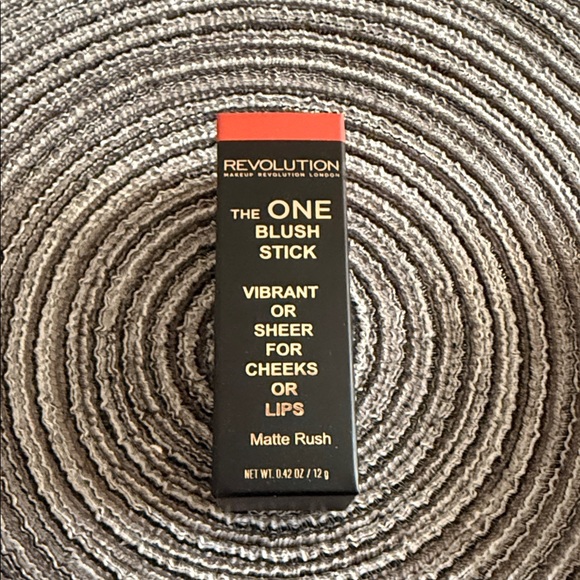 REVOLUTION
MAKEUP REVOLUTION LONDON
THE ONE
BLUSH
STICK
VIBRANT
OR
SHEER
FOR
CHEEKS
OR
LIPS
Matte Rush
NET WT. 0.42 OZ / 12 g